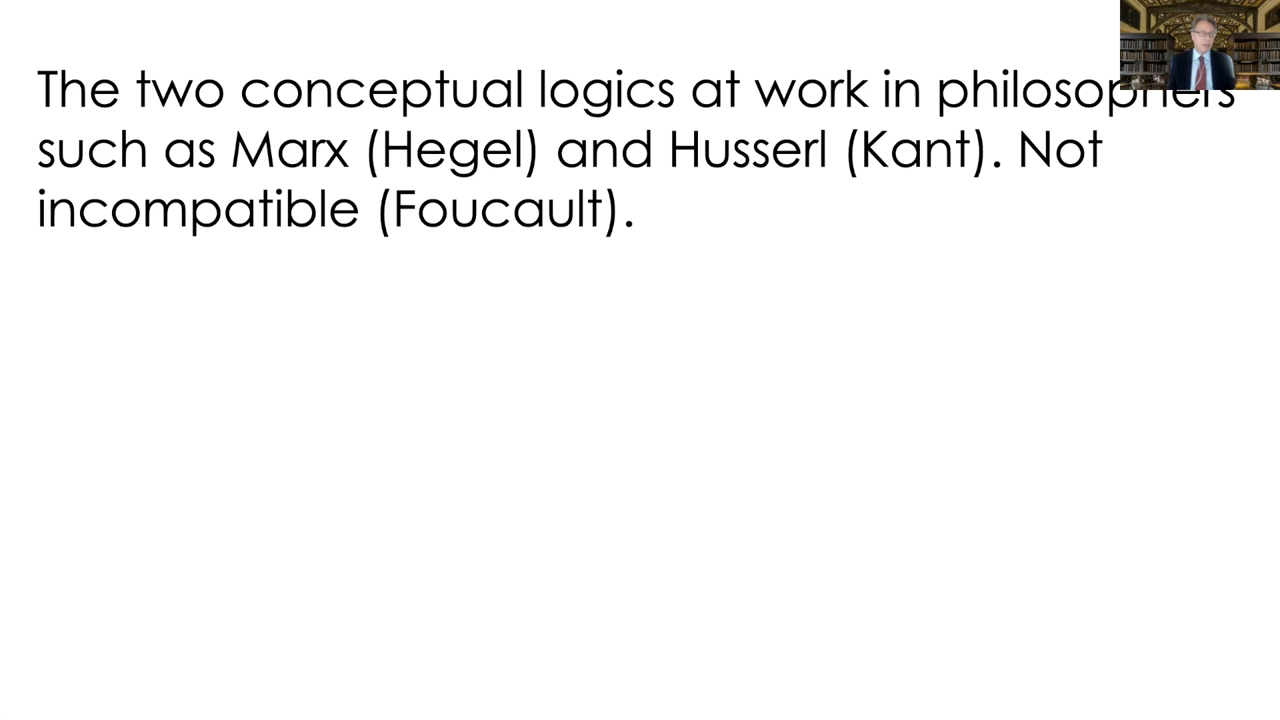 The two conceptual logics at work in philosophers
such as Marx (Hegel) and Husserl (Kant). Not
incompatible (Foucault).